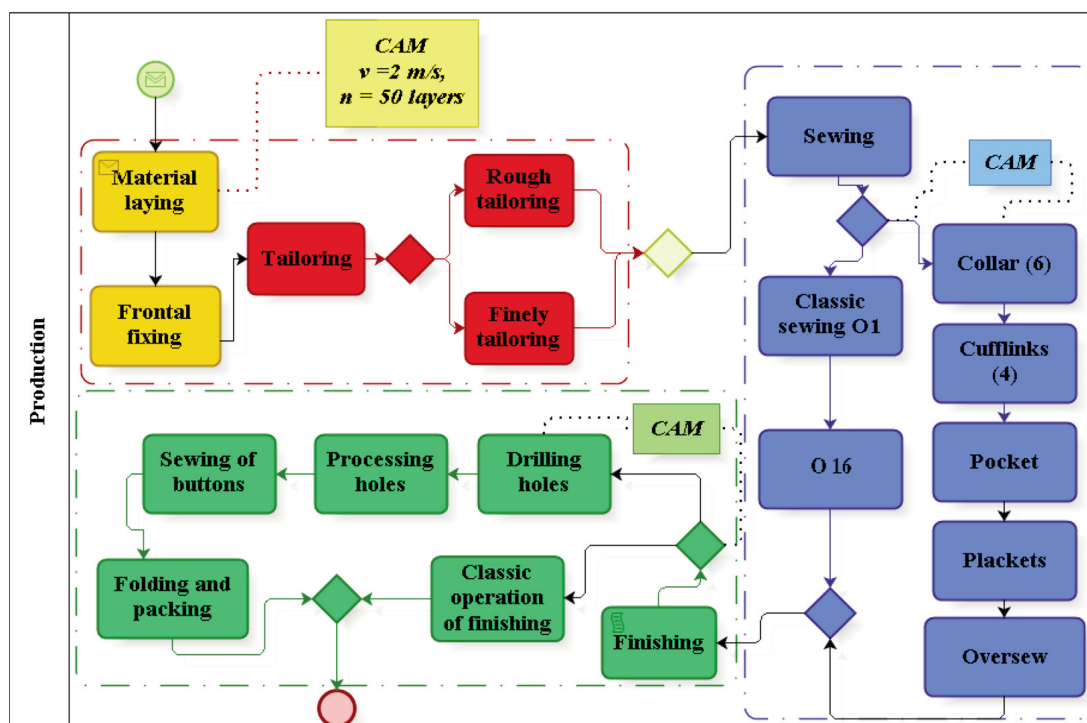 Production
CAM
v =2 m/s,
n = 50 layers
Material
laying
Frontal
fixing
Tailoring
Rough
tailoring
Finely
tailoring
Sewing
CAM
Classic
sewing O1
O 16
Collar (6)
Cufflinks
(4)
Pocket
Plackets
Oversew
Finishing
CAM
Drilling
holes
Processing
holes
Sewing of
buttons
Folding and
packing
Classic
operation
of finishing